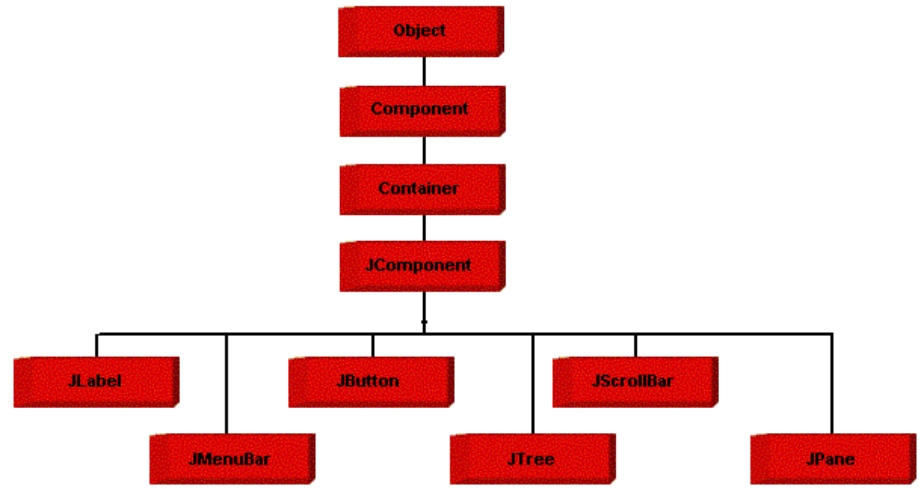 Object
Component
Container
JComponent
JLabel
JButton
JScrollBar
JMenuBar
JTree
JPane